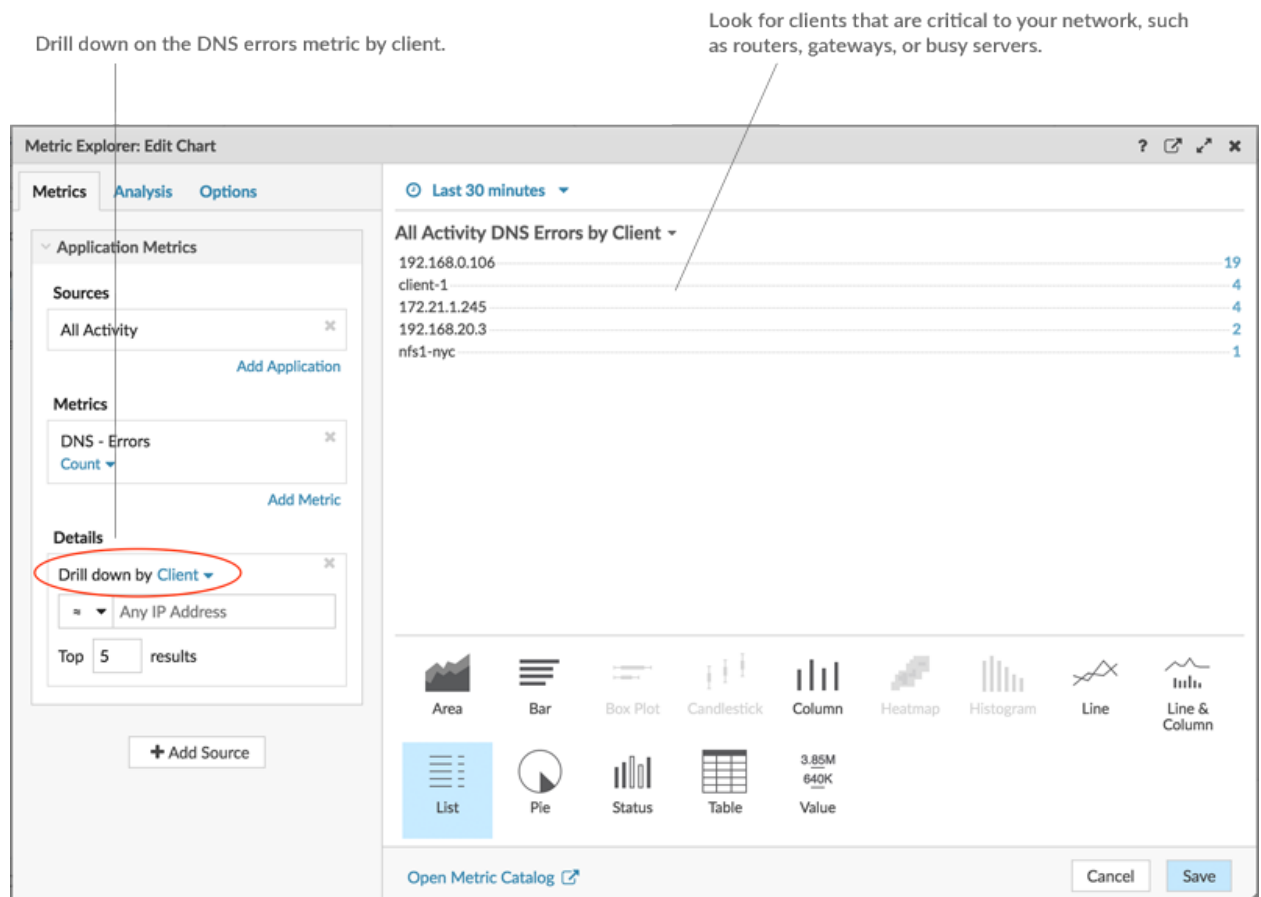 Drill down on the DNS errors metric by client.
Look for clients that are critical to your network, such
as routers, gateways, or busy servers.
Metric Explorer: Edit Chart
?
Metrics Analysis Options
Application Metrics
Sources
All Activity
Add Application
Metrics
DNS - Errors
Count
Add Metric
Details
Drill down by Client
≈ Any IP Address
Top 5 results
+ Add Source
Last 30 minutes
All Activity DNS Errors by Client
192.168.0.106 19
client-1 4
172.21.1.245 4
192.168.20.3 2
nfs1-nyc 1
Area Bar Box Plot Candlestick Column Heatmap Histogram Line Line &
Column
3.85M
640K
List Pie Status Table Value
Open Metric Catalog
Cancel Save